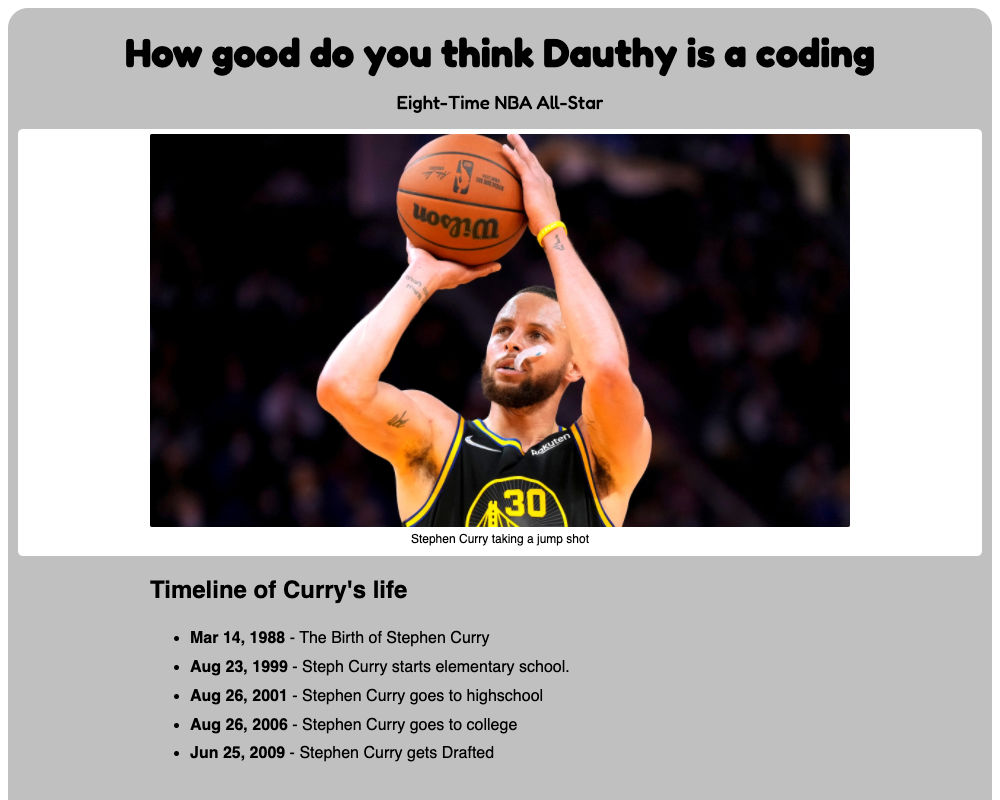 How good do you think Dauthy is a coding
Eight-Time NBA All-Star
Wilson
Rakuten
30
Stephen Curry taking a jump shot
Timeline of Curry's life
• Mar 14, 1988 - The Birth of Stephen Curry
• Aug 23, 1999 - Steph Curry starts elementary school.
• Aug 26, 2001 - Stephen Curry goes to highschool
• Aug 26, 2006 - Stephen Curry goes to college
• Jun 25, 2009 - Stephen Curry gets Drafted